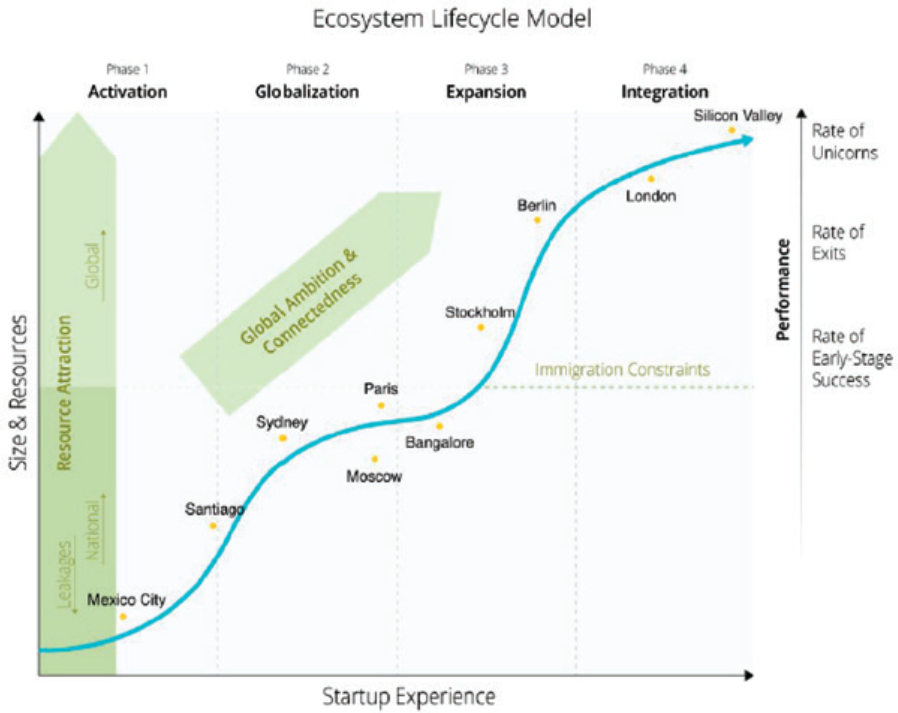 Ecosystem Lifecycle Model
Phase 1
Activation
Phase 2
Globalization
Phase 3
Expansion
Phase 4
Integration
Silicon Valley
London
Berlin
Stockholm
Immigration Constraints
Paris
Bangalore
Moscow
Sydney
Santiago
Mexico City
Global Ambition &
Connectedness
Global
National
Leakages
Resource Attraction
Size & Resources
Startup Experience
Performance
Rate of
Unicorns
Rate of
Exits
Rate of
Early-Stage
Success